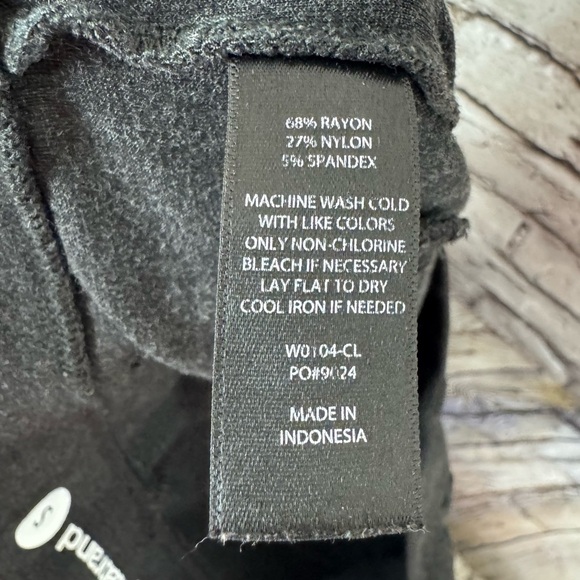 68% RAYON
27% NYLON
5% SPANDEX
MACHINE WASH COLD
WITH LIKE COLORS
ONLY NON-CHLORINE
BLEACH IF NECESSARY
LAY FLAT TO DRY
COOL IRON IF NEEDED
W0104-CL
PO#9024
MADE IN
INDONESIA
S